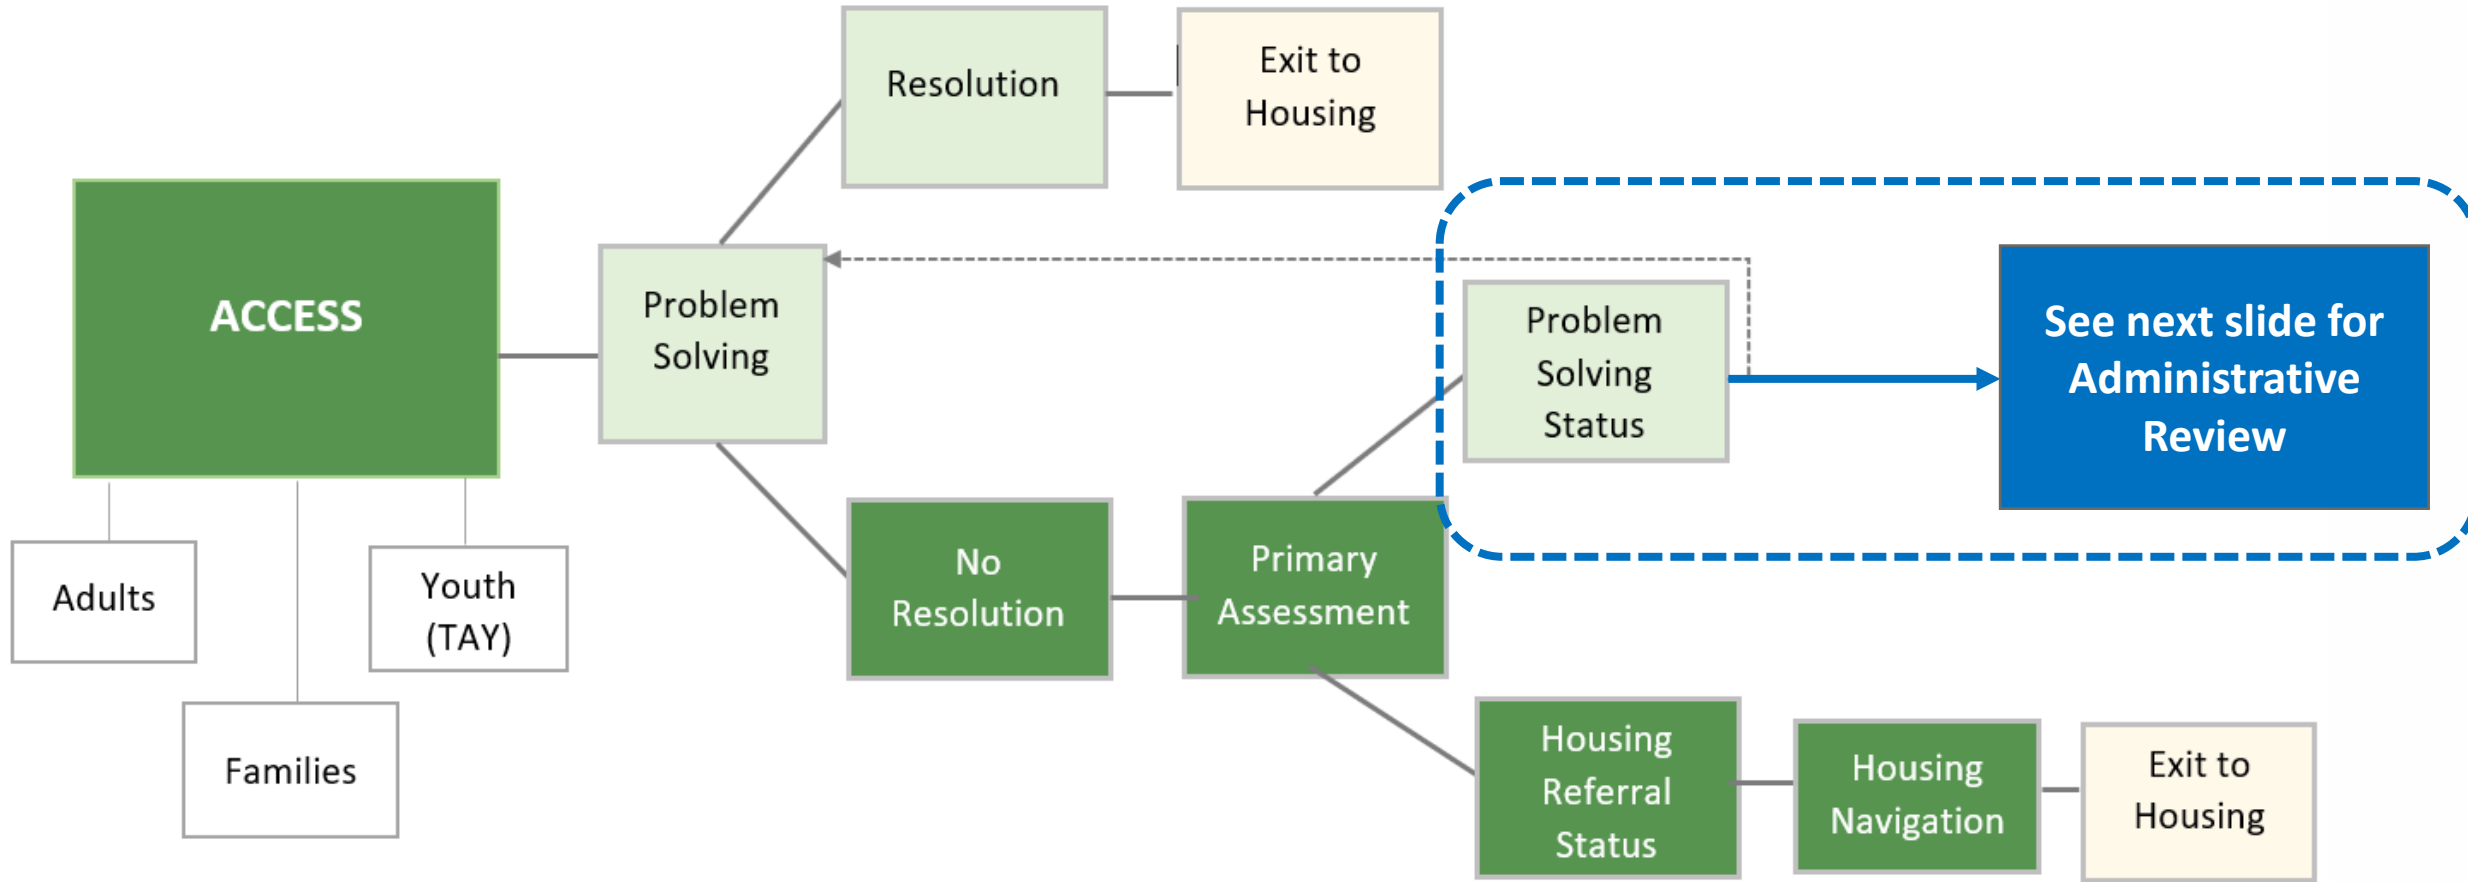 ACCESS
Adults
Families
Youth
(TAY)
Problem
Solving
Resolution
Exit to
Housing
No
Resolution
Primary
Assessment
Problem
Solving
Status
See next slide for
Administrative
Review
Housing
Referral
Status
Housing
Navigation
Exit to
Housing